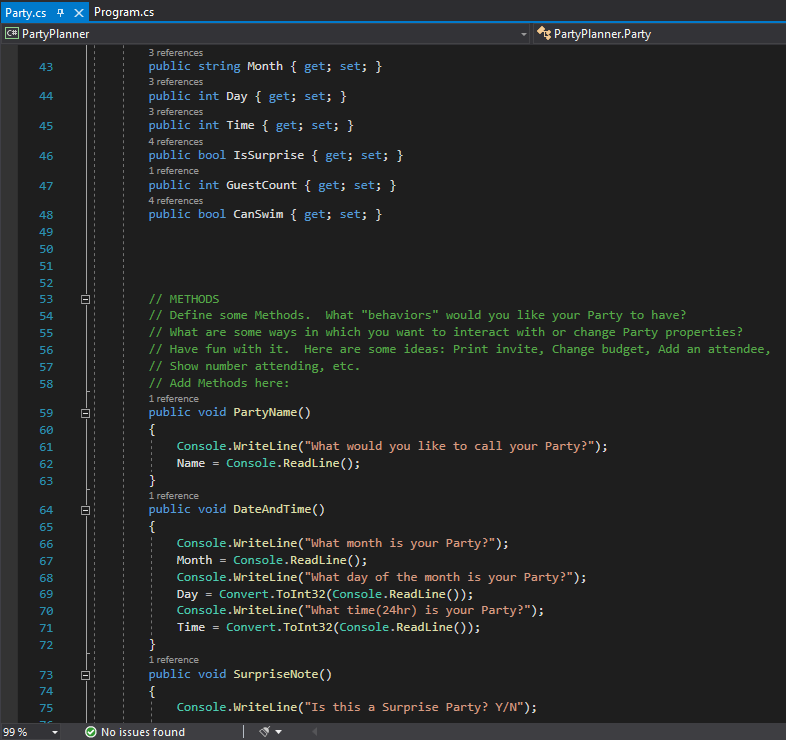 Party.cs Program.cs
PartyPlanner PartyPlanner.Party
3 references
43 public string Month { get; set; }
3 references
44 public int Day { get; set; }
3 references
45 public int Time { get; set; }
4 references
46 public bool IsSurprise { get; set; }
1 reference
47 public int GuestCount { get; set; }
4 references
48 public bool CanSwim { get; set; }
49
50
51
52
53 // METHODS
54 // Define some Methods.  What "behaviors" would you like your Party to have?
55 // What are some ways in which you want to interact with or change Party properties?
56 // Have fun with it.  Here are some ideas: Print invite, Change budget, Add an attendee,
57 // Show number attending, etc.
58 // Add Methods here:
1 reference
59 public void PartyName()
60 {
61 Console.WriteLine("What would you like to call your Party?");
62 Name = Console.ReadLine();
63 }
1 reference
64 public void DateAndTime()
65 {
66 Console.WriteLine("What month is your Party?");
67 Month = Console.ReadLine();
68 Console.WriteLine("What day of the month is your Party?");
69 Day = Convert.ToInt32(Console.ReadLine());
70 Console.WriteLine("What time(24hr) is your Party?");
71 Time = Convert.ToInt32(Console.ReadLine());
72 }
1 reference
73 public void SurpriseNote()
74 {
75 Console.WriteLine("Is this a Surprise Party? Y/N");
99 % No issues found